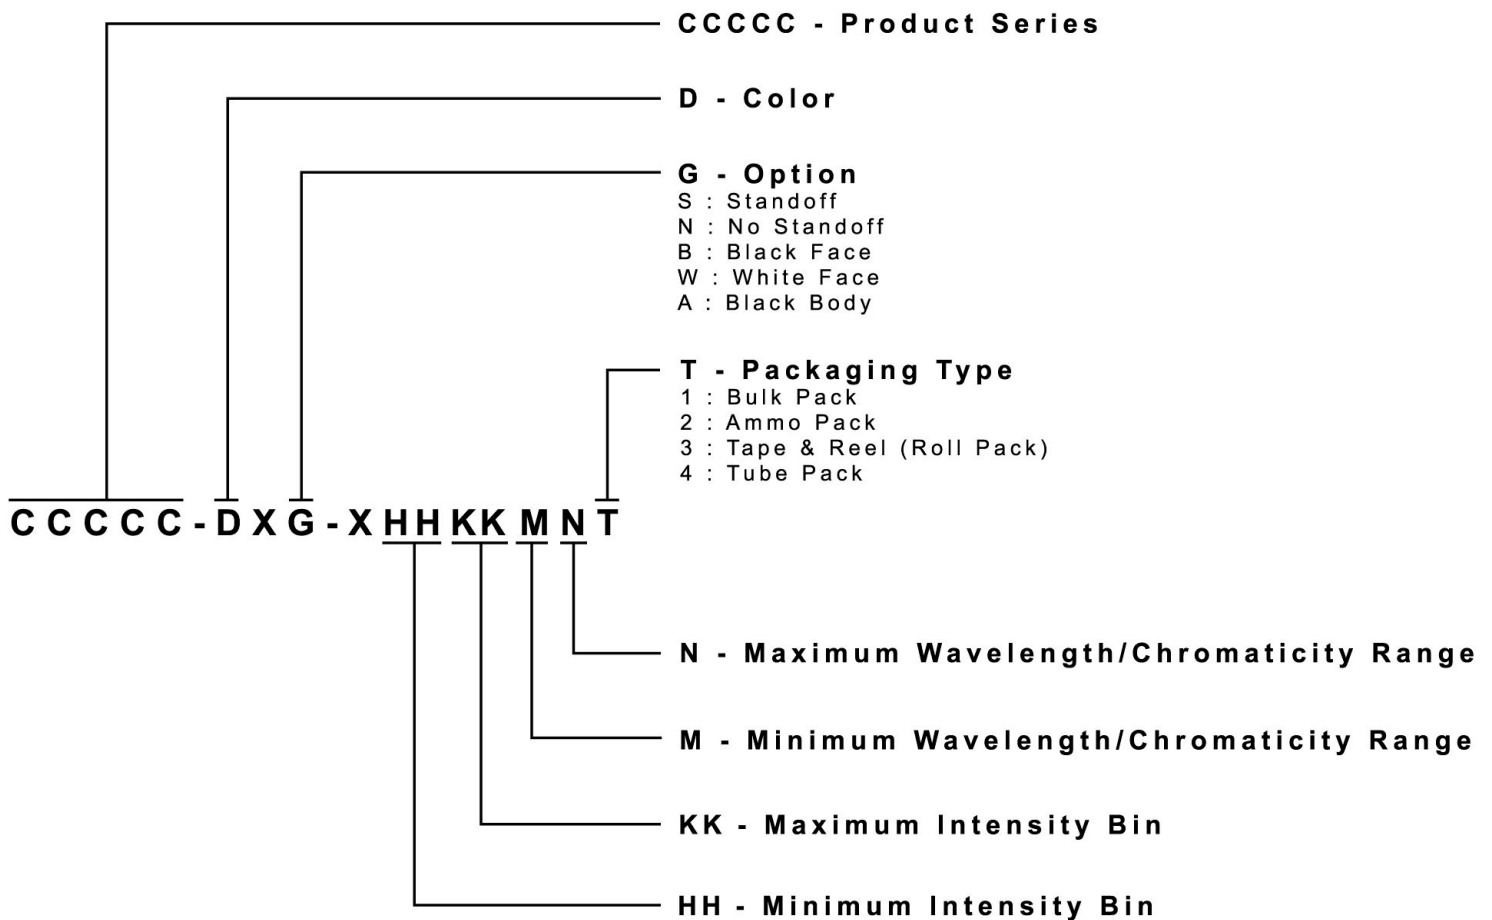 CCCCC - Product Series
D - Color
G - Option
S : Standoff
N : No Standoff
B : Black Face
W : White Face
A : Black Body
T - Packaging Type
1 : Bulk Pack
2 : Ammo Pack
3 : Tape & Reel (Roll Pack)
4 : Tube Pack
CCCCC-DXG-XHHKKMNT
N - Maximum Wavelength/Chromaticity Range
M - Minimum Wavelength/Chromaticity Range
KK - Maximum Intensity Bin
HH - Minimum Intensity Bin